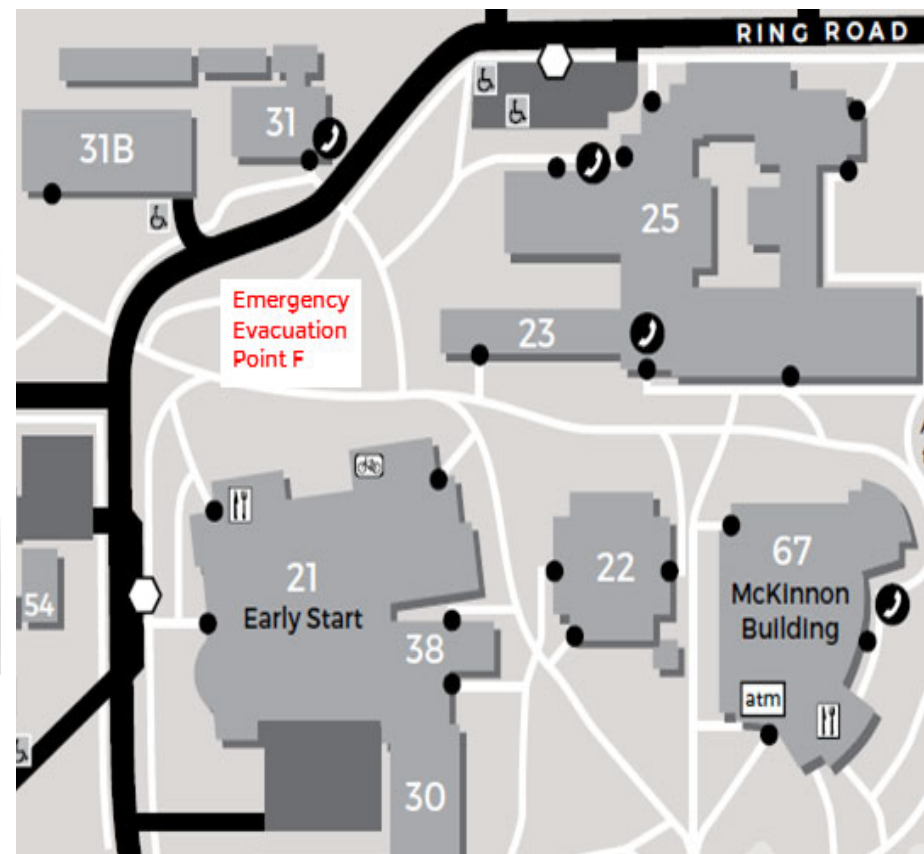 RING ROAD
31
31B
25
Emergency
Evacuation
Point F
23
21
Early Start
22
67
McKinnon
Building
54
38
atm
30